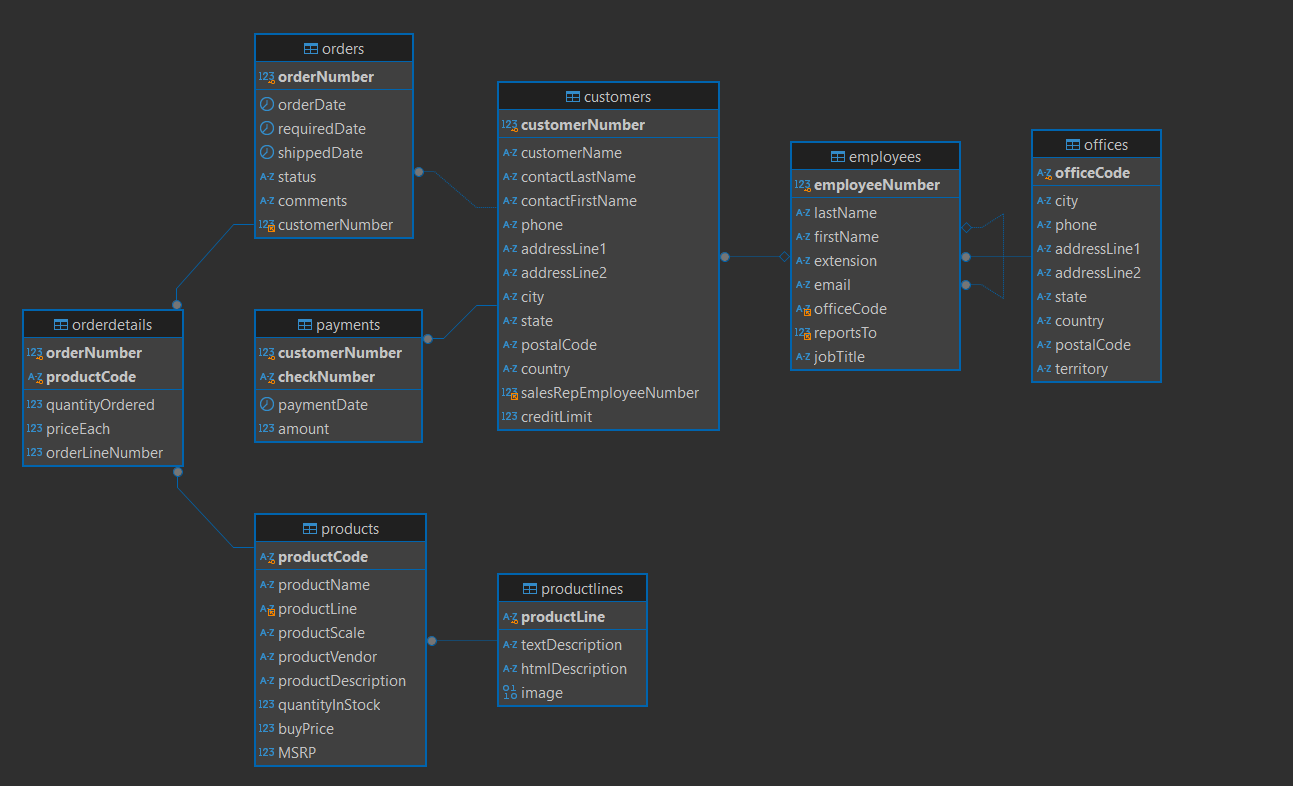 orders
123 orderNumber
orderDate
requiredDate
shippedDate
A-Z status
A-Z comments
123 customerNumber
customers
123 customerNumber
A-Z customerName
A-Z contactLastName
A-Z contactFirstName
A-Z phone
A-Z addressLine1
A-Z addressLine2
A-Z city
A-Z state
A-Z postalCode
A-Z country
123 salesRepEmployeeNumber
123 creditLimit
employees
123 employeeNumber
A-Z lastName
A-Z firstName
A-Z extension
A-Z email
A-Z officeCode
123 reportsTo
A-Z jobTitle
offices
A-Z officeCode
A-Z city
A-Z phone
A-Z addressLine1
A-Z addressLine2
A-Z state
A-Z country
A-Z postalCode
A-Z territory
orderdetails
123 orderNumber
A-Z productCode
123 quantityOrdered
123 priceEach
123 orderLineNumber
payments
123 customerNumber
A-Z checkNumber
paymentDate
123 amount
products
A-Z productCode
A-Z productName
A-Z productLine
A-Z productScale
A-Z productVendor
A-Z productDescription
123 quantityInStock
123 buyPrice
123 MSRP
productlines
A-Z productLine
A-Z textDescription
A-Z htmlDescription
01 10 image